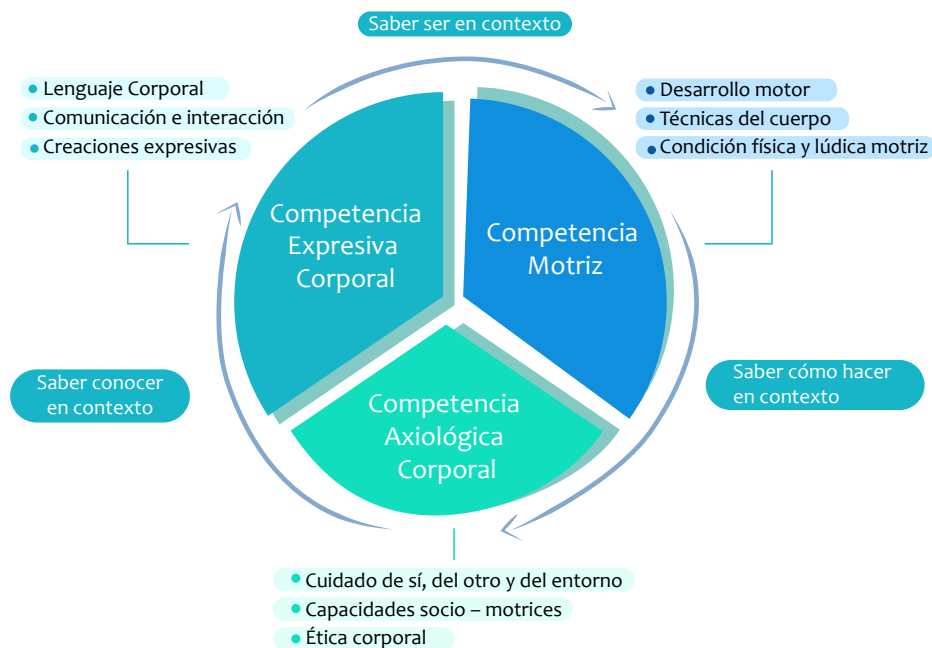 Saber ser en contexto
Lenguaje Corporal
Comunicación e interacción
Creaciones expresivas
Desarrollo motor
Técnicas del cuerpo
Condición física y lúdica motriz
Competencia
Expresiva
Corporal
Competencia
Motriz
Saber conocer
en contexto
Saber cómo hacer
en contexto
Competencia
Axiológica
Corporal
Cuidado de sí, del otro y del entorno
Capacidades socio – motrices
Ética corporal